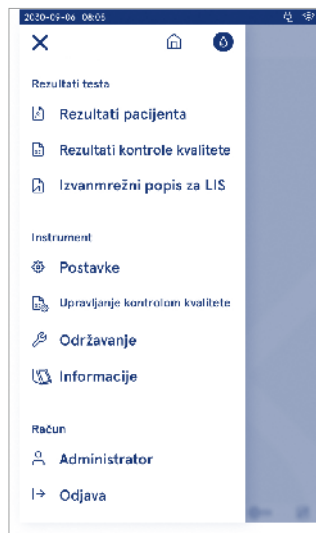 2030-09-06 08:05
Rezultati testa
Rezultati pacijenta
Rezultati kontrole kvalitete
Izvanmrežni popis za LIS
Instrument
Postavke
Upravljanje kontrolom kvalitete
Održavanje
Informacije
Račun
Administrator
Odjava